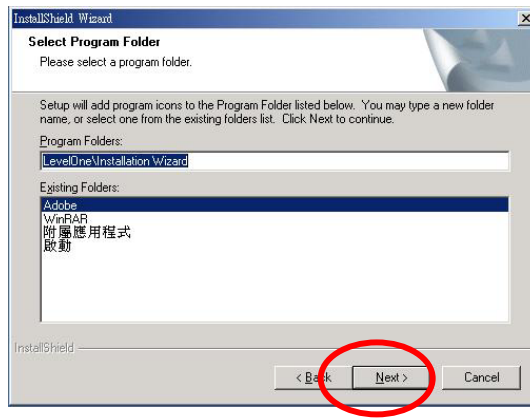 InstallShield Wizard
Select Program Folder
Please select a program folder.
Setup will add program icons to the Program Folder listed below. You may type a new folder
name, or select one from the existing folders list. Click Next to continue.
Program Folders:
LevelOne\Installation Wizard
Existing Folders:
Adobe
WinRAR
附屬應用程式
啟動
InstallShield
< Back Next > Cancel